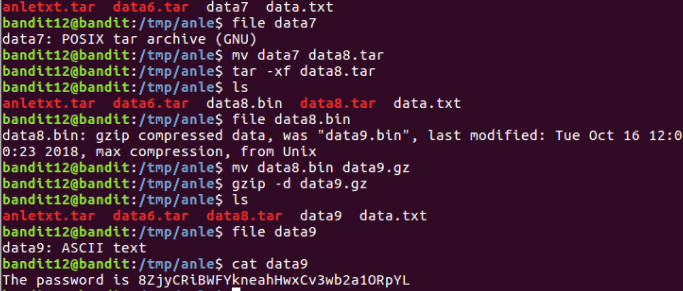 anletxt.tar data6.tar data7 data.txt
bandit12@bandit:/tmp/anle$ file data7
data7: POSIX tar archive (GNU)
bandit12@bandit:/tmp/anle$ mv data7 data8.tar
bandit12@bandit:/tmp/anle$ tar -xf data8.tar
bandit12@bandit:/tmp/anle$ ls
anletxt.tar data6.tar data8.bin data8.tar data.txt
bandit12@bandit:/tmp/anle$ file data8.bin
data8.bin: gzip compressed data, was "data9.bin", last modified: Tue Oct 16 12:0
0:23 2018, max compression, from Unix
bandit12@bandit:/tmp/anle$ mv data8.bin data9.gz
bandit12@bandit:/tmp/anle$ gzip -d data9.gz
bandit12@bandit:/tmp/anle$ ls
anletxt.tar data6.tar data8.tar data9 data.txt
bandit12@bandit:/tmp/anle$ file data9
data9: ASCII text
bandit12@bandit:/tmp/anle$ cat data9
The password is 8ZjyCRiBWFYkneahHwxCv3wb2a1ORpYL